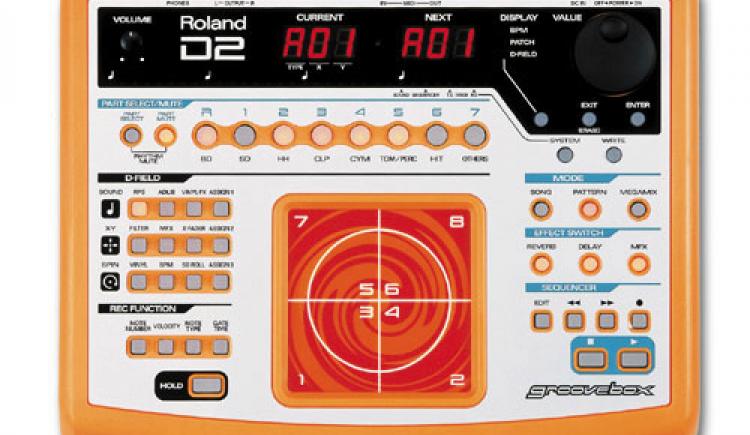 PHONES L—OUTPUT—R IN—MIDI—OUT DC IN OFF◄POWER►ON
VOLUME Roland CURRENT NEXT DISPLAY VALUE
D2 A01 A01 BPM
PATCH
D-FIELD
TYPE X Y
EXIT ENTER
PART SELECT/MUTE
PART SELECT PART MUTE R 1 2 3 4 5 6 7
RHYTHM MUTE BD SD HH CLP CYM TOM/PERC HIT OTHERS
SYSTEM WRITE
D-FIELD
SOUND RPS ADLIB VINYL/FX ASSIGN1
XY FILTER MFX X FADER ASSIGN2
SPIN VINYL BPM SD ROLL ASSIGN3
REC FUNCTION
NOTE NUMBER VELOCITY NOTE TYPE GATE TIME
HOLD
7 8
5 6
3 4
1 2
MODE
SONG PATTERN MEGAMIX
EFFECT SWITCH
REVERB DELAY MFX
SEQUENCER
EDIT
groovebox